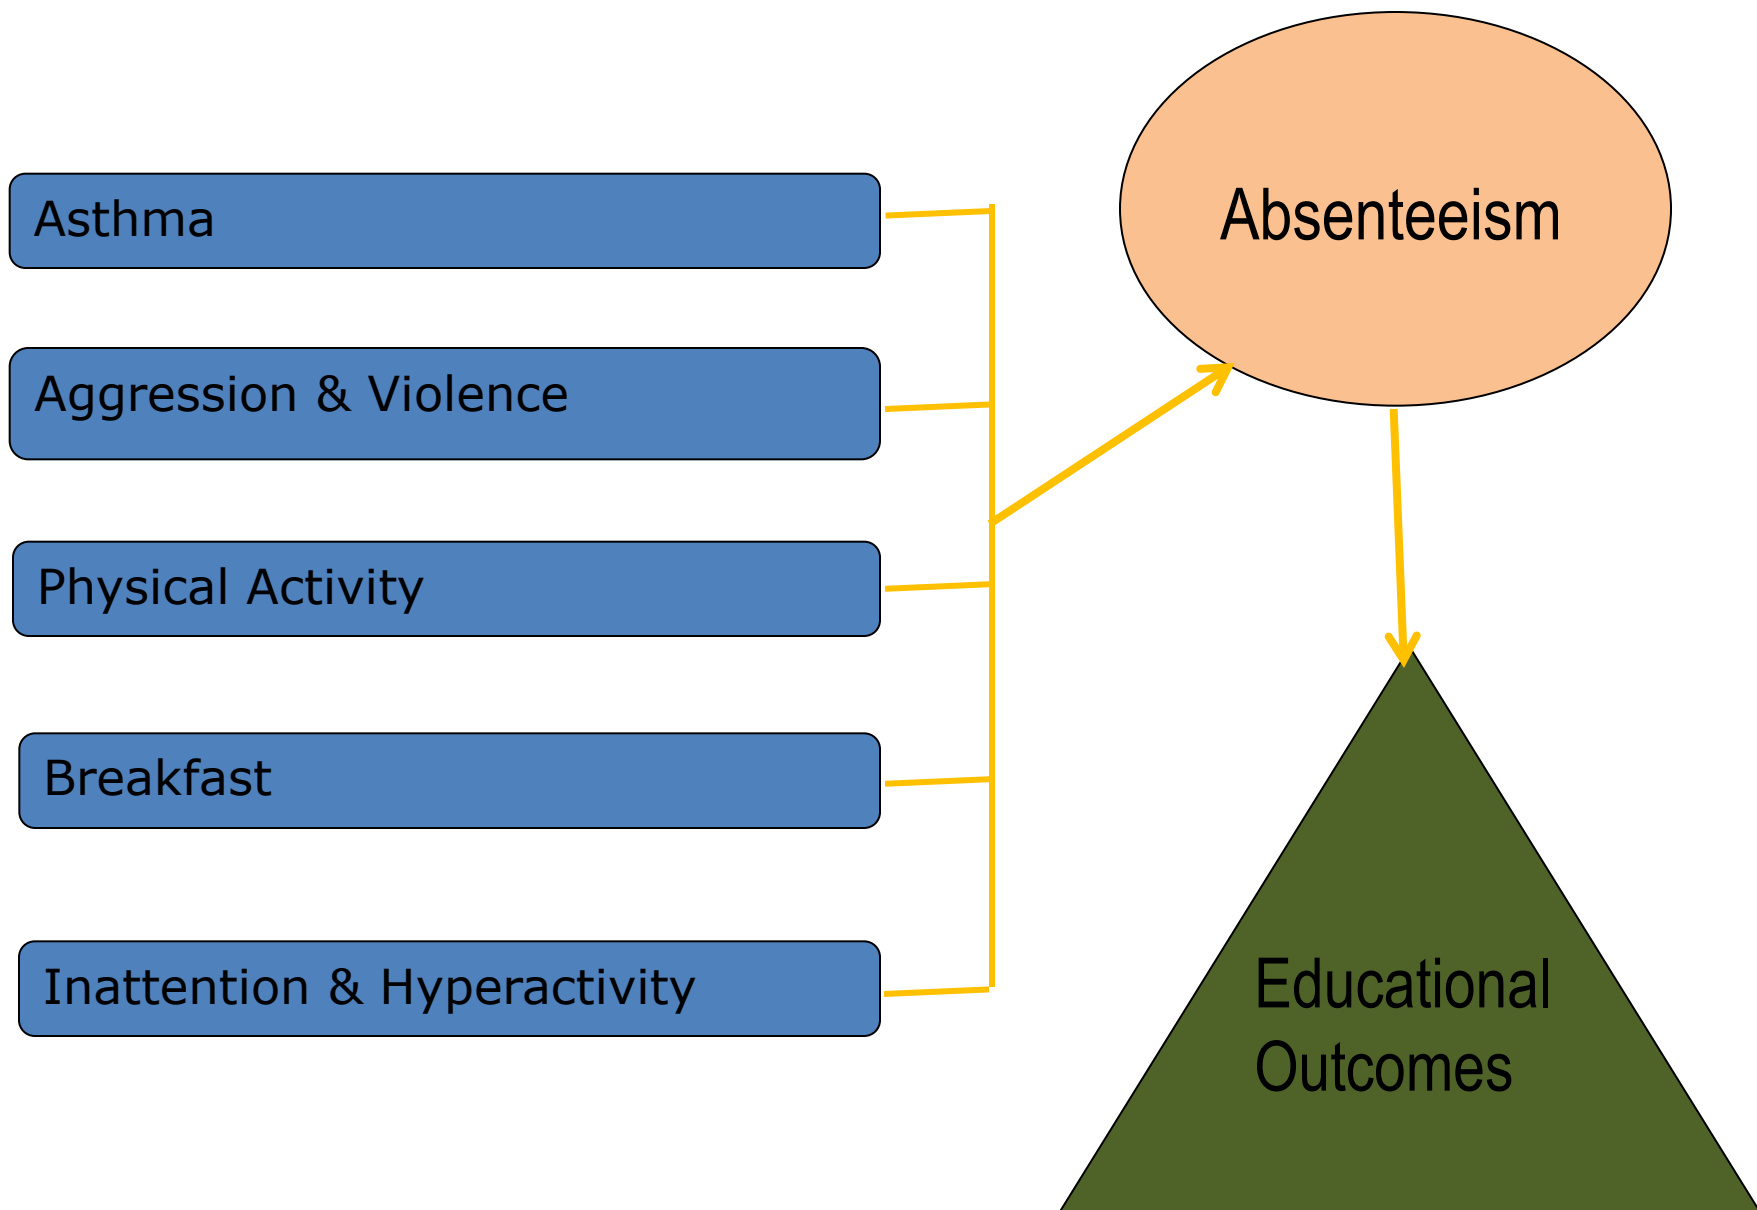 Asthma
Aggression & Violence
Physical Activity
Breakfast
Inattention & Hyperactivity
Absenteeism
Educational
Outcomes